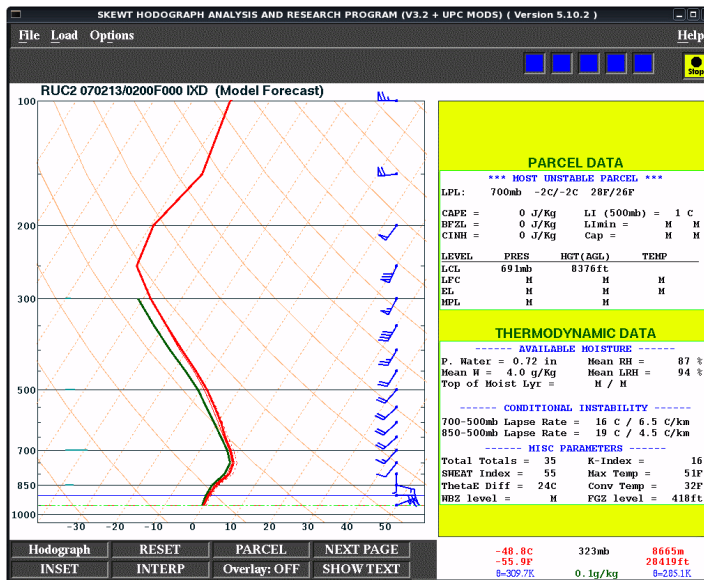 SKEWT HODOGRAPH ANALYSIS AND RESEARCH PROGRAM (V3.2 + UPC MODS) ( Version 5.10.2 )
File Load Options Help
Stop
RUC2 070213/0200F000 IXD (Model Forecast)
100
200
300
400
500
700
850
1000
-30 -20 -10 0 10 20 30 40 50
PARCEL DATA
*** MOST UNSTABLE PARCEL ***
LPL: 700mb -2C/-2C 28F/26F
CAPE = 0 J/Kg LI (500mb) = 1 C
BFZL = 0 J/Kg LImin = M M
CINH = 0 J/Kg Cap = M M
LEVEL PRES HGT(AGL) TEMP
LCL 691mb 8376ft
LFC M M M
EL M M M
MPL M M
THERMODYNAMIC DATA
------ AVAILABLE MOISTURE ------
P. Water = 0.72 in Mean RH = 87 %
Mean W = 4.0 g/Kg Mean LRH = 94 %
Top of Moist Lyr = M / M
------ CONDITIONAL INSTABILITY ------
700-500mb Lapse Rate = 16 C / 6.5 C/km
850-500mb Lapse Rate = 19 C / 4.5 C/km
------ MISC PARAMETERS ------
Total Totals = 35 K-Index = 16
SWEAT Index = 55 Max Temp = 51F
ThetaE Diff = 24C Conv Temp = 32F
WBZ level = M FGZ level = 418ft
Hodograph RESET PARCEL NEXT PAGE
INSET INTERP Overlay: OFF SHOW TEXT
-48.8C 323mb 8665m
-55.9F 28419ft
θ=309.7K 0.1g/kg θ=285.1K